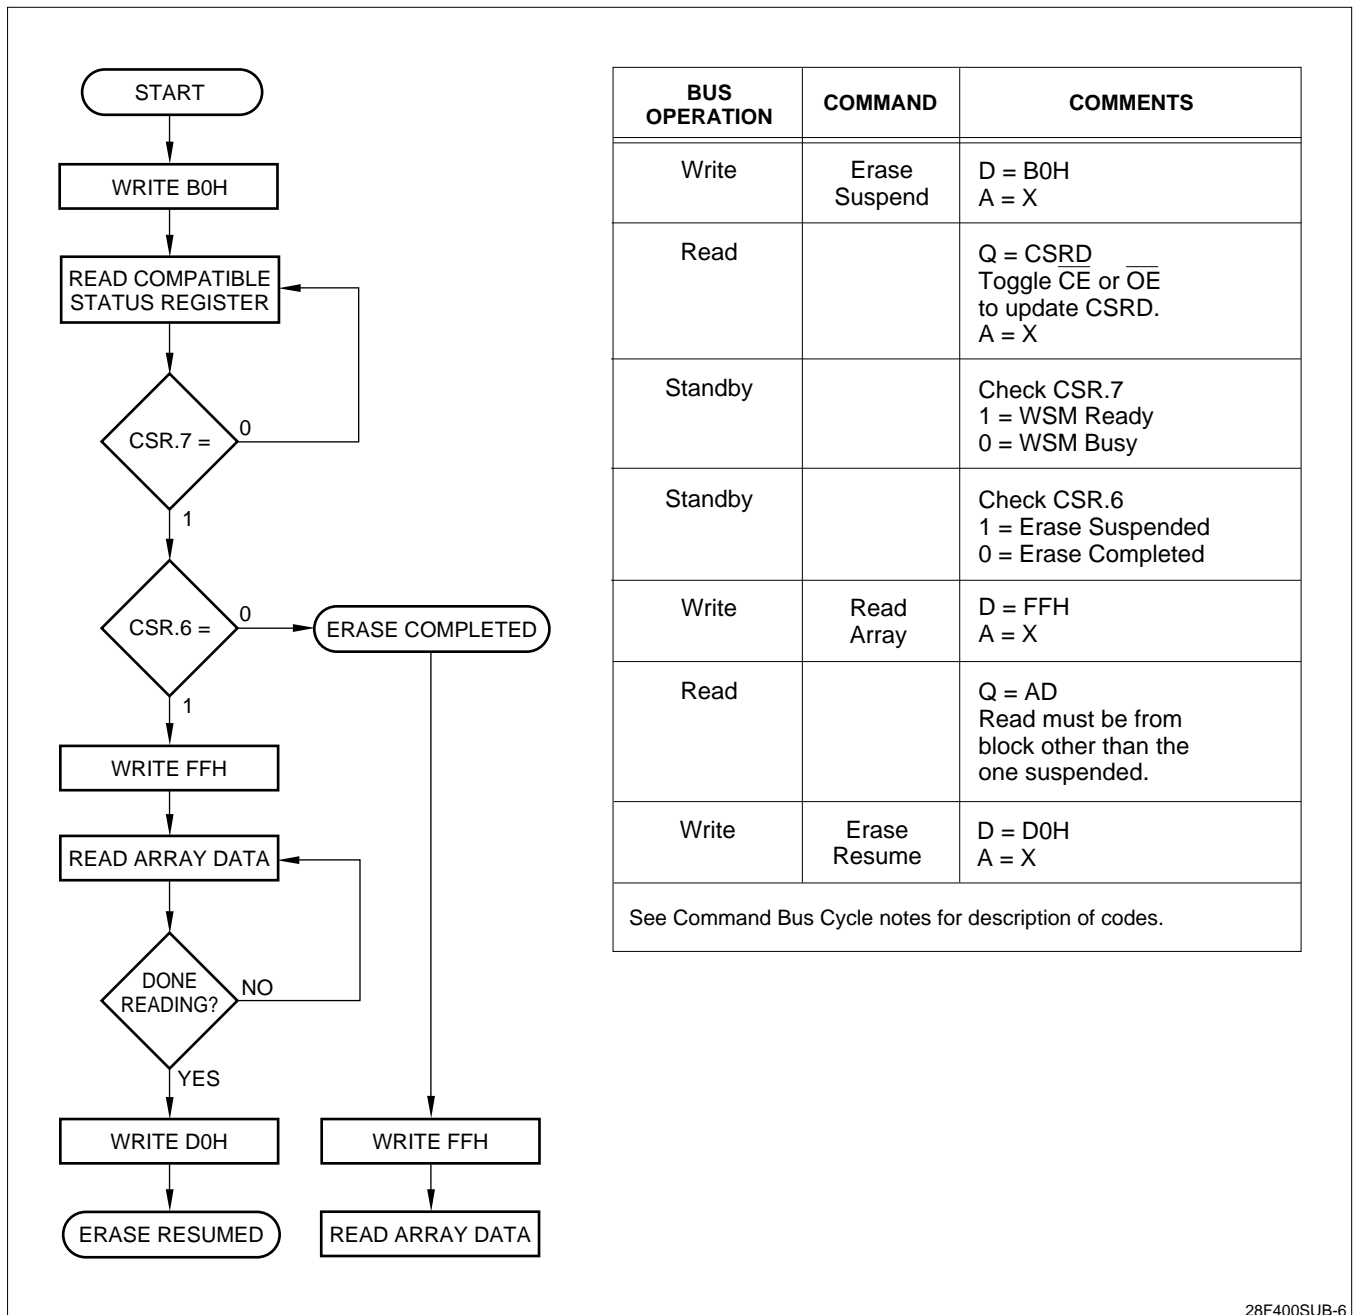 START
WRITE B0H
READ COMPATIBLE
STATUS REGISTER
CSR.7 =
0
1
CSR.6 =
0
ERASE COMPLETED
1
WRITE FFH
READ ARRAY DATA
DONE
READING?
NO
YES
WRITE D0H
WRITE FFH
ERASE RESUMED
READ ARRAY DATA
BUS
OPERATION
COMMAND
COMMENTS
Write
Erase
Suspend
D = B0H
A = X
Read
Q = CSRD
Toggle C̅E̅ or O̅E̅
to update CSRD.
A = X
Standby
Check CSR.7
1 = WSM Ready
0 = WSM Busy
Standby
Check CSR.6
1 = Erase Suspended
0 = Erase Completed
Write
Read
Array
D = FFH
A = X
Read
Q = AD
Read must be from
block other than the
one suspended.
Write
Erase
Resume
D = D0H
A = X
See Command Bus Cycle notes for description of codes.
28F400SUB-6